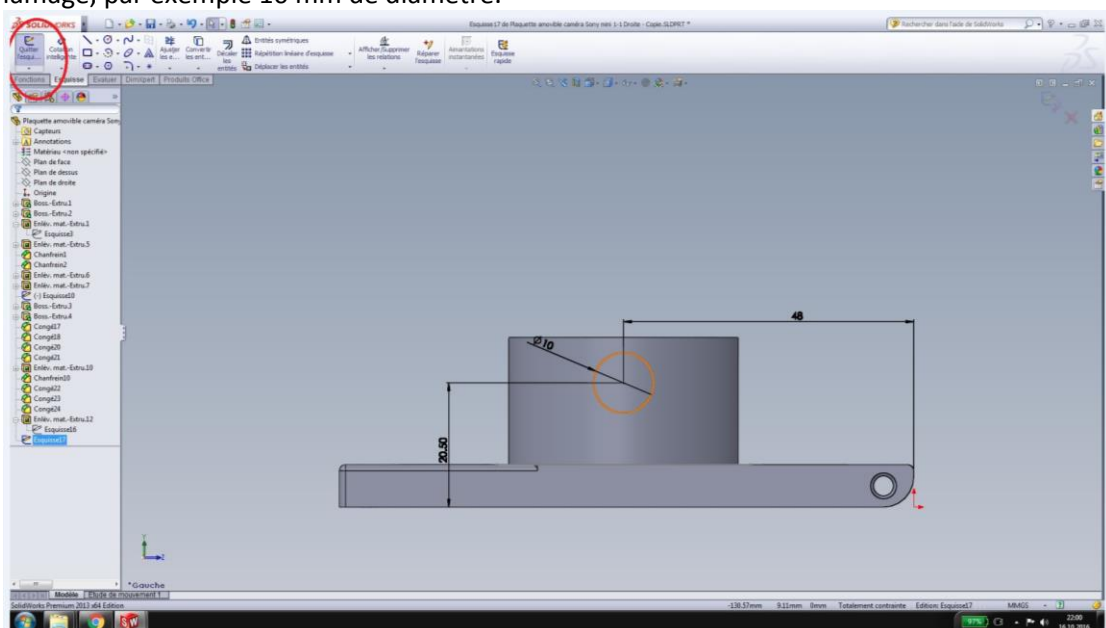 lamage, par exemple 10 mm de diamètre.
SOLIDWORKS
Esquisse17 de Plaquette amovible caméra Sony nex 1-1 Droite - Copie.SLDPRT *
Rechercher dans l'aide de SolidWorks
Quitter l'esqui...
Cotation intelligente
Ajuster les e...
Convertir les ent...
Décaler les entités
Entités symétriques
Répétition linéaire d'esquisse
Déplacer les entités
Afficher/Supprimer les relations
Réparer l'esquisse
Amantations instantanées
Esquisse rapide
Fonctions
Esquisse
Evaluer
DimXpert
Produits Office
Plaquette amovible caméra Sony
Capteurs
Annotations
Matériau <non spécifié>
Plan de face
Plan de dessus
Plan de droite
Origine
Boss.-Extru.1
Boss.-Extru.2
Enlèv. mat.-Extru.1
Esquisse3
Enlèv. mat.-Extru.5
Chanfrein1
Chanfrein2
Enlèv. mat.-Extru.6
Enlèv. mat.-Extru.7
(-) Esquisse10
Boss.-Extru.3
Boss.-Extru.4
Congé17
Congé18
Congé20
Congé21
Enlèv. mat.-Extru.10
Chanfrein10
Congé22
Congé23
Congé24
Enlèv. mat.-Extru.12
Esquisse16
Esquisse17
48
Ø10
20.50
Y
Z
*Gauche
Modèle
Etude de mouvement 1
SolidWorks Premium 2013 x64 Edition
-130.57mm
9.11mm
0mm
Totalement contrainte
Edition: Esquisse17
MMGS
97%
22:00
16.10.2016